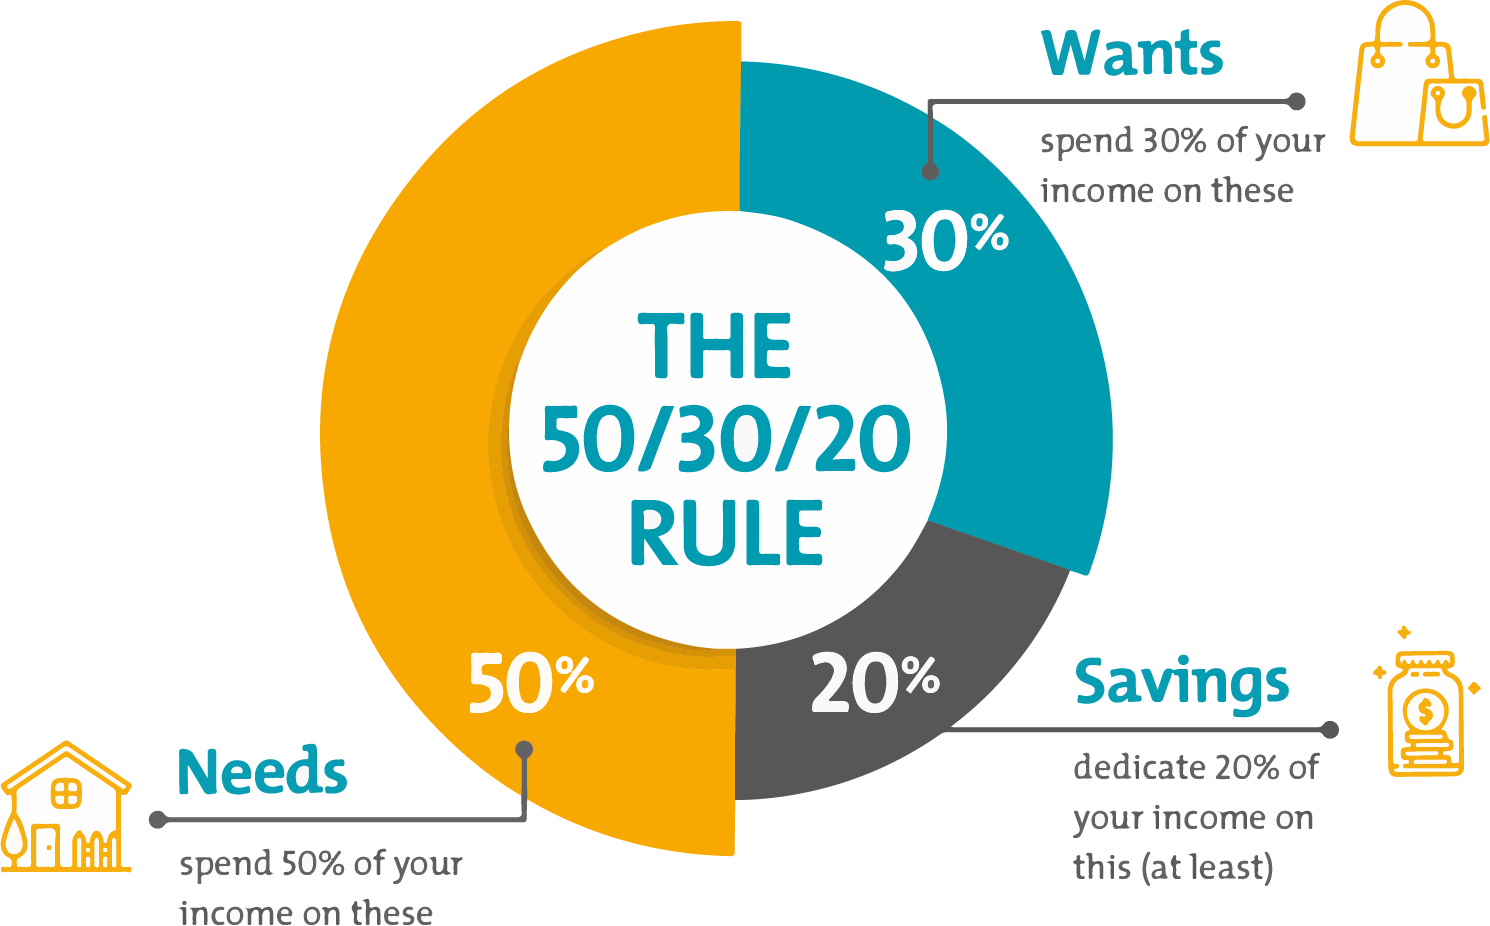 Wants
spend 30% of your
income on these
30%
THE
50/30/20
RULE
50%
20%
Savings
dedicate 20% of
your income on
this (at least)
Needs
spend 50% of your
income on these
$